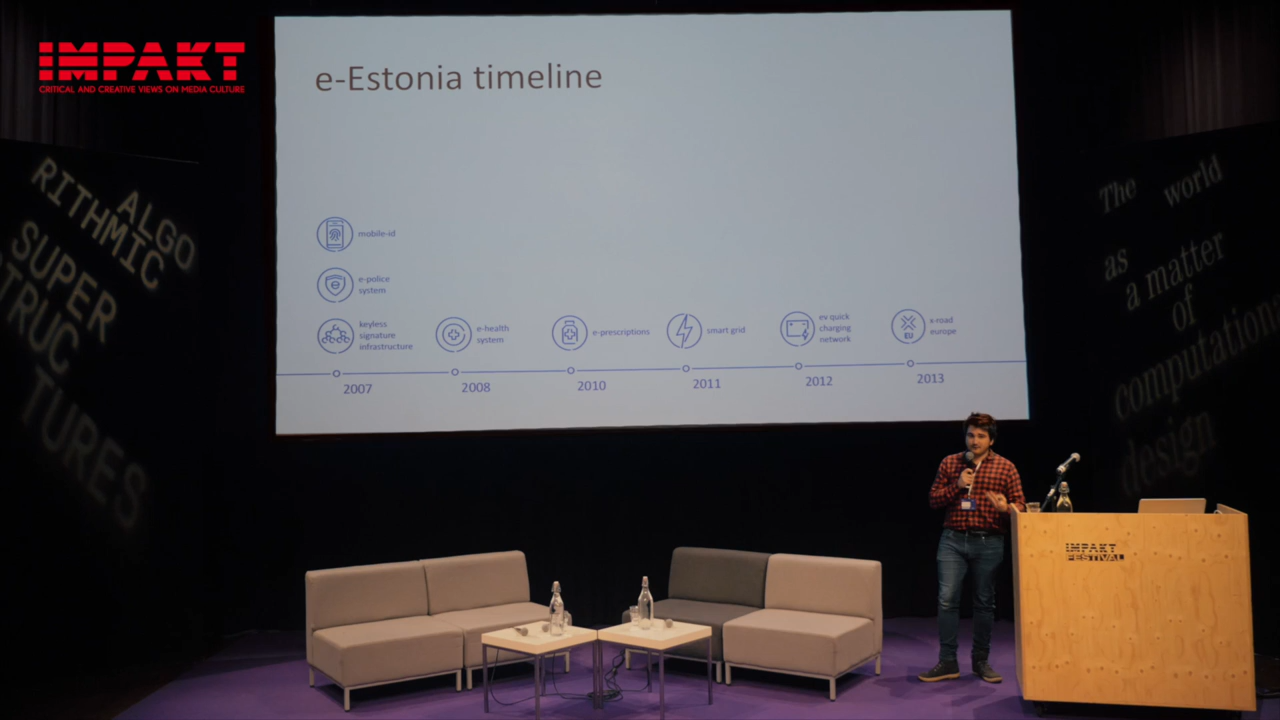 IMPAKT
CRITICAL AND CREATIVE VIEWS ON MEDIA CULTURE
e-Estonia timeline
mobile-id
e-police
system
keyless
signature
infrastructure
e-health
system
e-prescriptions
smart grid
ev quick
charging
network
EU
e-road
europe
2007
2008
2010
2011
2012
2013
ALGO
RITHMIC
SUPER
STRUC
TURES
The world
as
a matter
of
computational
design
IMPAKT
FESTIVAL